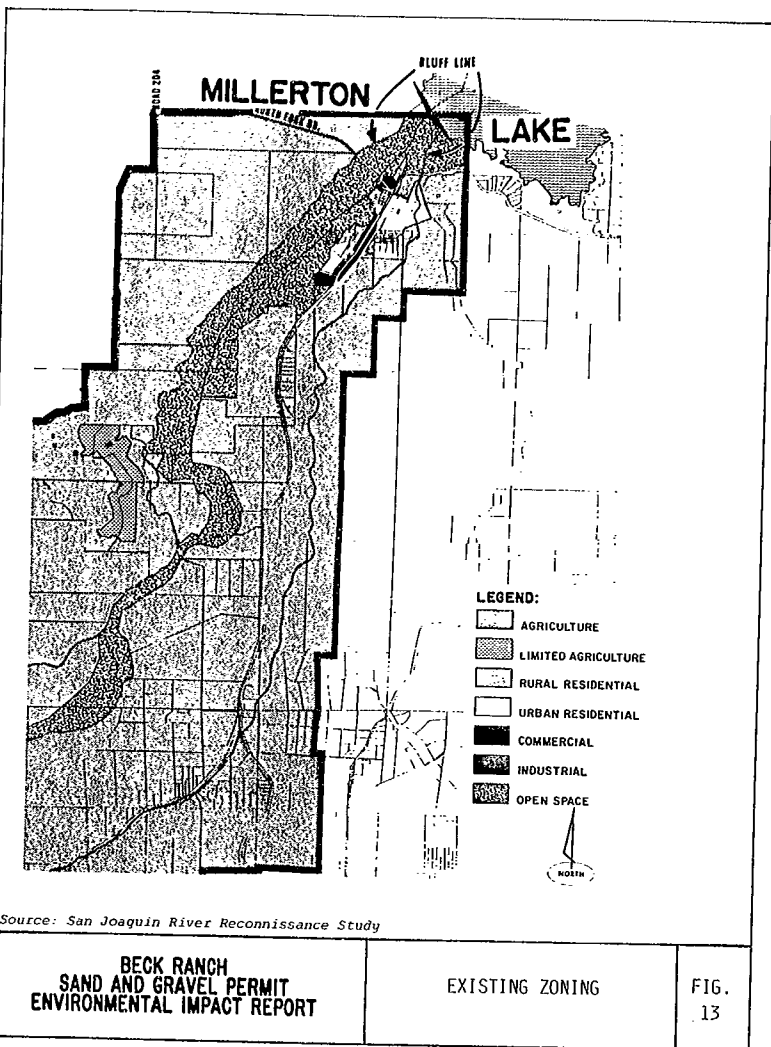 BLUFF LINE
ROAD 204
MILLERTON
NORTH FORK RD.
LAKE
LEGEND:
AGRICULTURE
LIMITED AGRICULTURE
RURAL RESIDENTIAL
URBAN RESIDENTIAL
COMMERCIAL
INDUSTRIAL
OPEN SPACE
NORTH
Source: San Joaquin River Reconnissance Study
BECK RANCH
SAND AND GRAVEL PERMIT
ENVIRONMENTAL IMPACT REPORT
EXISTING ZONING
FIG.
13